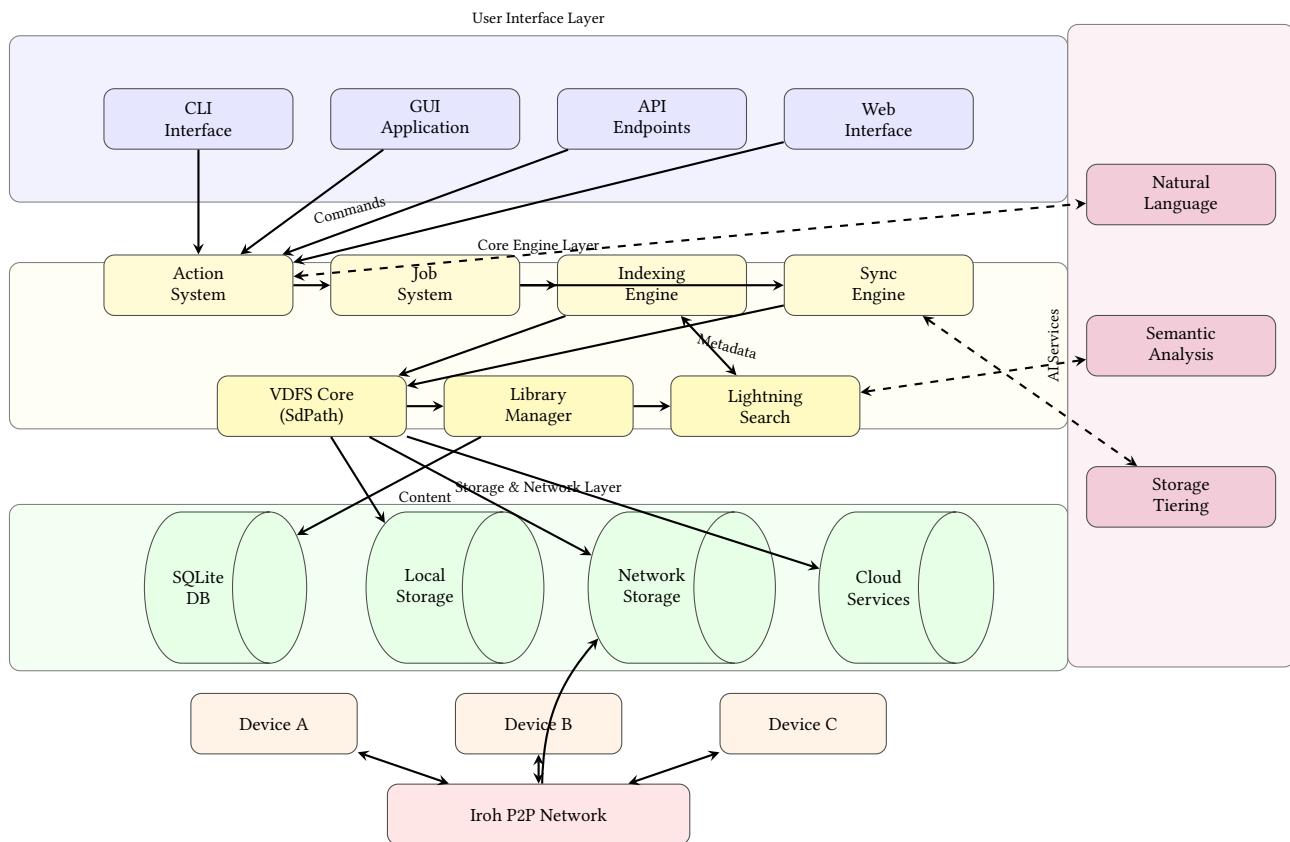 User Interface Layer
CLI
Interface
GUI
Application
API
Endpoints
Web
Interface
Commands
Natural
Language
Core Engine Layer
Action
System
Job
System
Indexing
Engine
Sync
Engine
Metadata
AI Services
Semantic
Analysis
VDFS Core
(SdPath)
Library
Manager
Lightning
Search
Storage
Tiering
Storage & Network Layer
Content
SQLite
DB
Local
Storage
Network
Storage
Cloud
Services
Device A
Device B
Device C
Iroh P2P Network